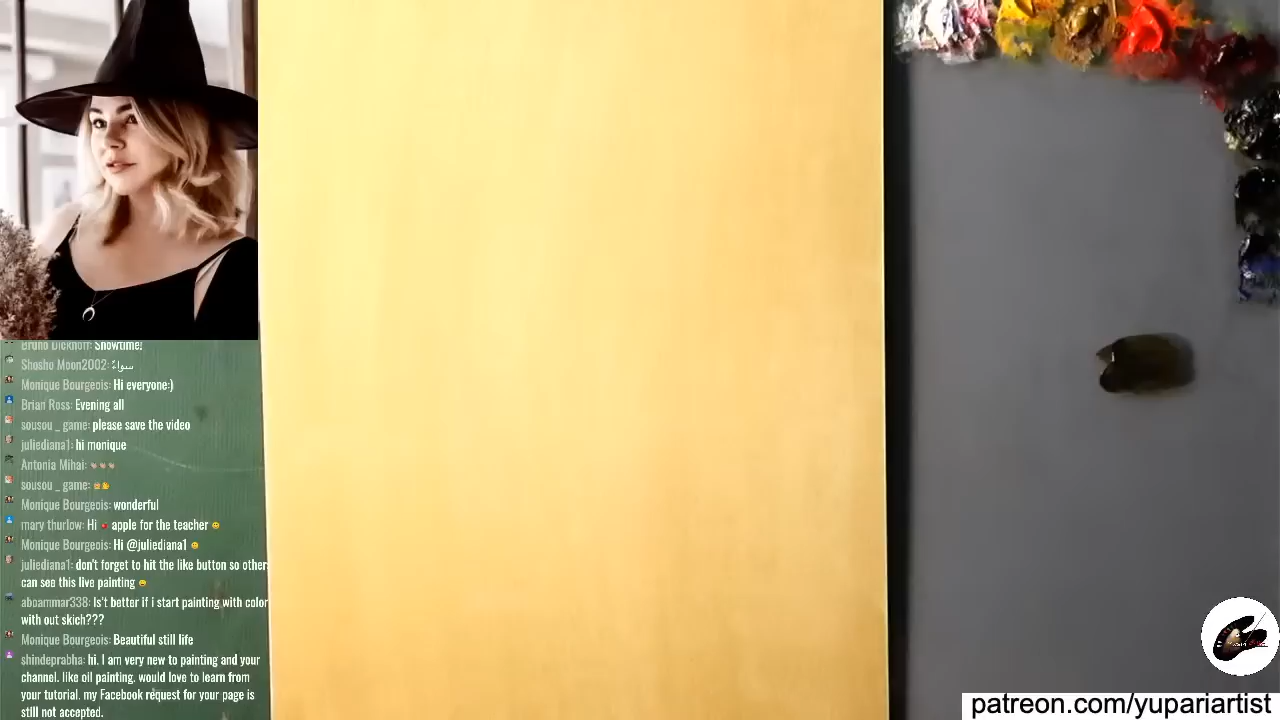 Bruno Diekhoff: Showtime!
Shosho Moon2002: سواءً
Monique Bourgeois: Hi everyone:)
Brian Ross: Evening all
sousou _ game: please save the video
juliediana1: hi monique
Antonia Mihai: 👏🏼👏🏼👏🏼
sousou _ game:
Monique Bourgeois: wonderful
mary thurlow: Hi 🍎 apple for the teacher 🙂
Monique Bourgeois: Hi @juliediana1 🙂
juliediana1: don't forget to hit the like button so other
can see this live painting 😀
aboammar338: Is't better if i start painting with color
with out skich???
Monique Bourgeois: Beautiful still life
shindeprabha: hi. I am very new to painting and your
channel. like oil painting. would love to learn from
your tutorial. my Facebook request for your page is
still not accepted.
patreon.com/yupariartist